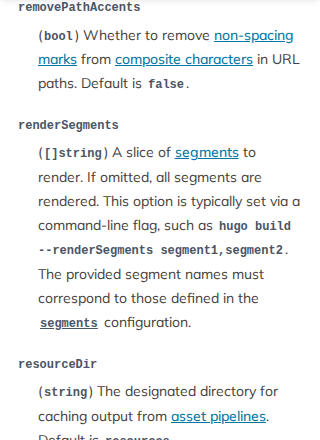 removePathAccents
(bool) Whether to remove non-spacing
marks from composite characters in URL
paths. Default is false.
renderSegments
([]string) A slice of segments to
render. If omitted, all segments are
rendered. This option is typically set via a
command-line flag, such as hugo build
--renderSegments segment1,segment2.
The provided segment names must
correspond to those defined in the
segments configuration.
resourceDir
(string) The designated directory for
caching output from asset pipelines.
Default is resources.